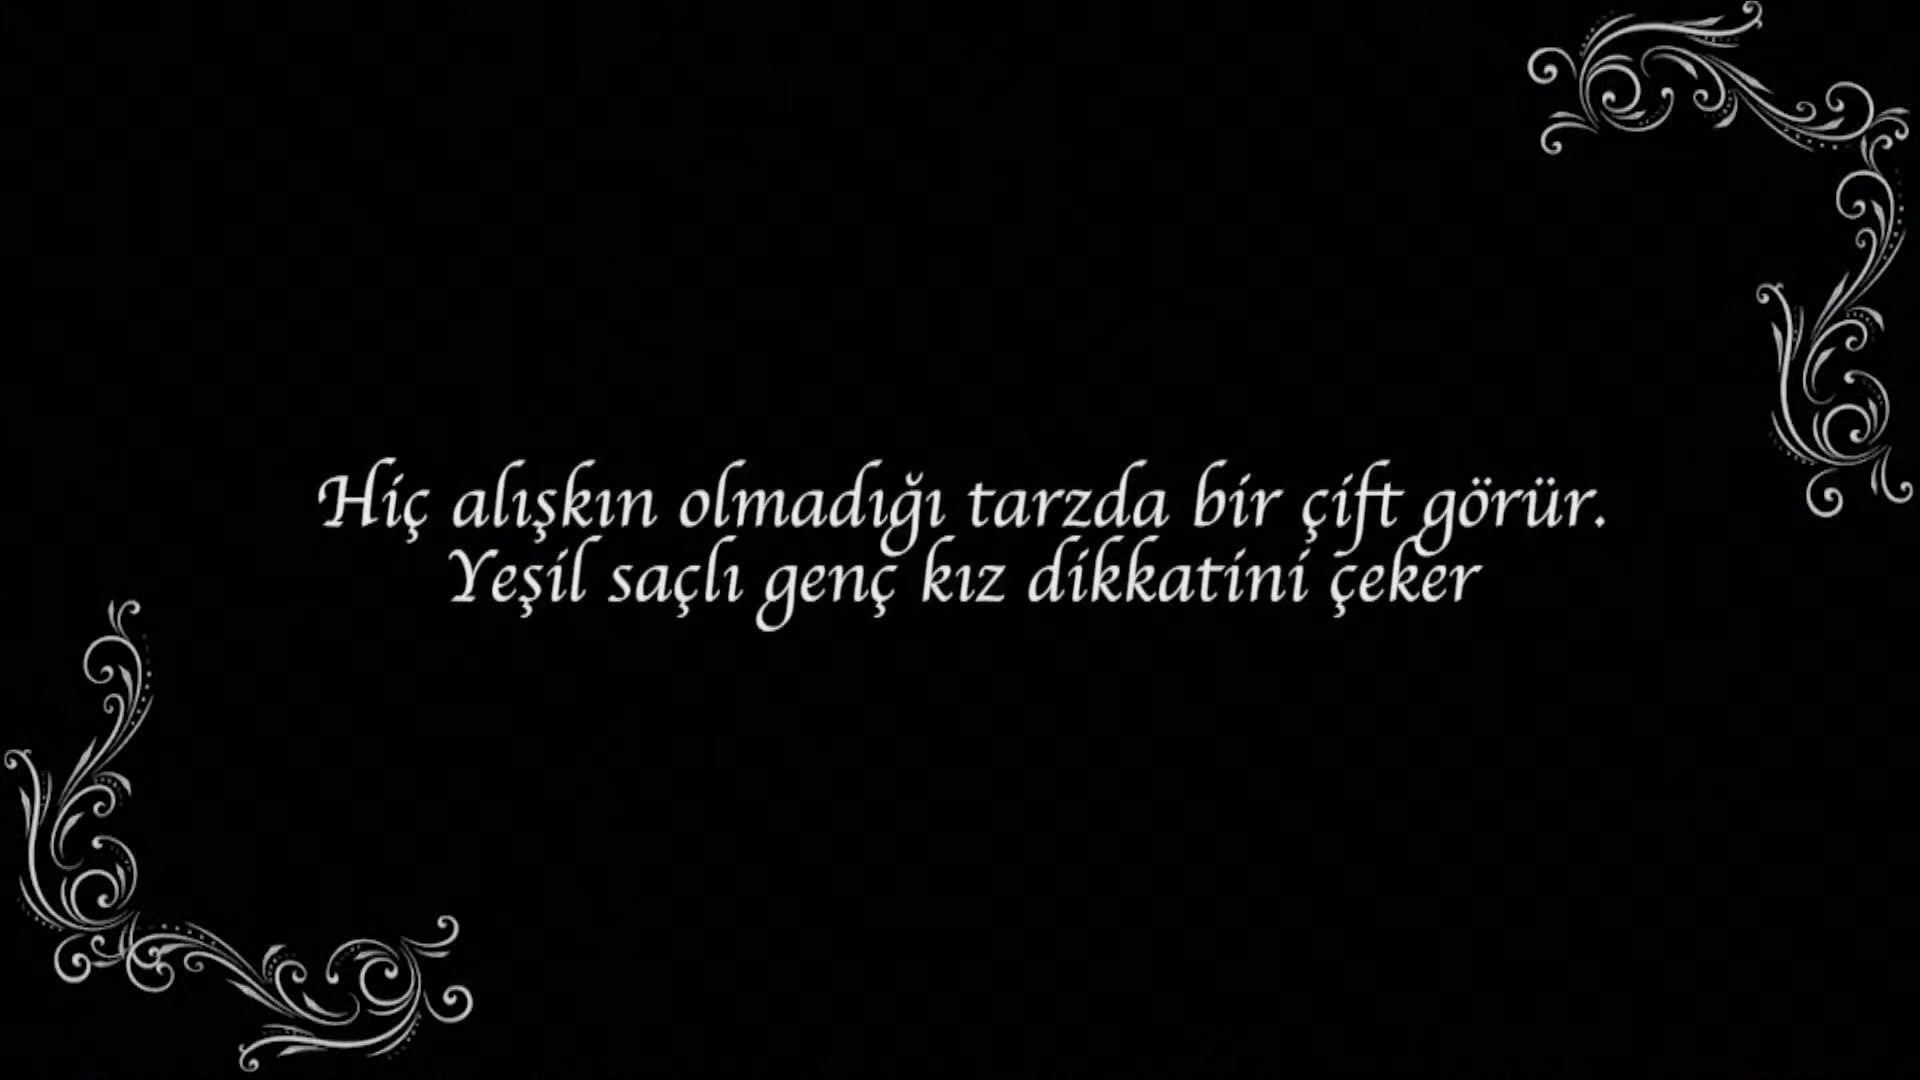 Hiç alışkın olmadığı tarzda bir çift görür.
Yeşil saçlı genç kız dikkatini çeker